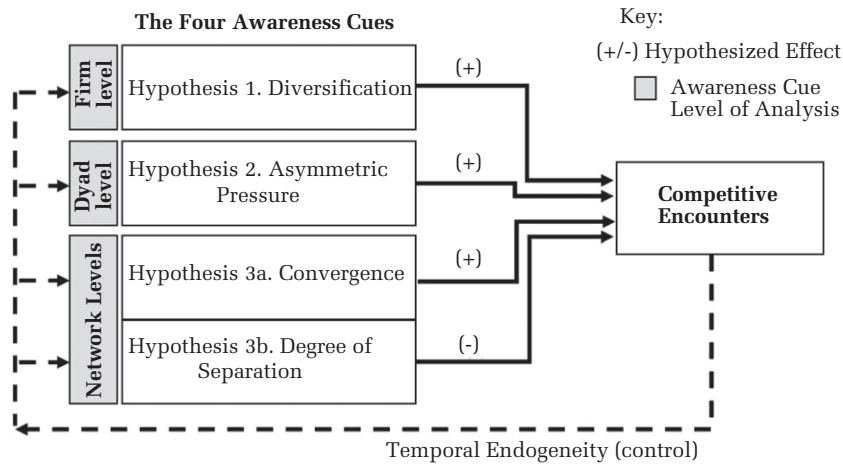 The Four Awareness Cues
Key:
(+/-) Hypothesized Effect
Awareness Cue
Level of Analysis
Firm
level
Hypothesis 1. Diversification
(+)
Dyad
level
Hypothesis 2. Asymmetric
Pressure
(+)
Network Levels
Hypothesis 3a. Convergence
(+)
Hypothesis 3b. Degree of
Separation
(-)
Competitive
Encounters
Temporal Endogeneity (control)